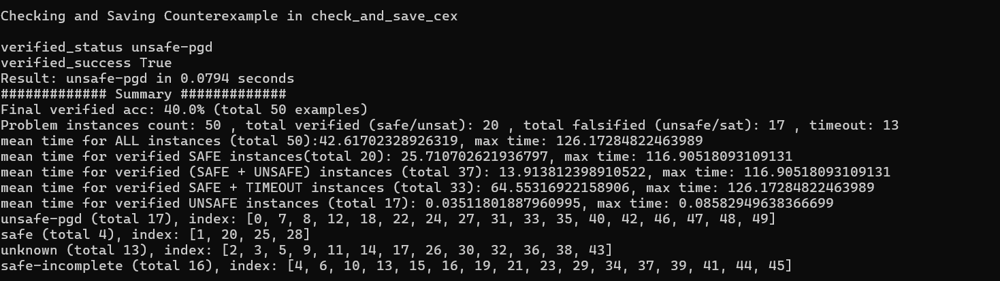 Checking and Saving Counterexample in check_and_save_cex
verified_status unsafe-pgd
verified_success True
Result: unsafe-pgd in 0.0794 seconds
############# Summary #############
Final verified acc: 40.0% (total 50 examples)
Problem instances count: 50 , total verified (safe/unsat): 20 , total falsified (unsafe/sat): 17 , timeout: 13
mean time for ALL instances (total 50):42.61702328926319, max time: 126.17284822463989
mean time for verified SAFE instances(total 20): 25.710702621936797, max time: 116.90518093109131
mean time for verified (SAFE + UNSAFE) instances (total 37): 13.913812398910522, max time: 116.90518093109131
mean time for verified SAFE + TIMEOUT instances (total 33): 64.55316922158906, max time: 126.17284822463989
mean time for verified UNSAFE instances (total 17): 0.03511801887960995, max time: 0.08582949638366699
unsafe-pgd (total 17), index: [0, 7, 8, 12, 18, 22, 24, 27, 31, 33, 35, 40, 42, 46, 47, 48, 49]
safe (total 4), index: [1, 20, 25, 28]
unknown (total 13), index: [2, 3, 5, 9, 11, 14, 17, 26, 30, 32, 36, 38, 43]
safe-incomplete (total 16), index: [4, 6, 10, 13, 15, 16, 19, 21, 23, 29, 34, 37, 39, 41, 44, 45]